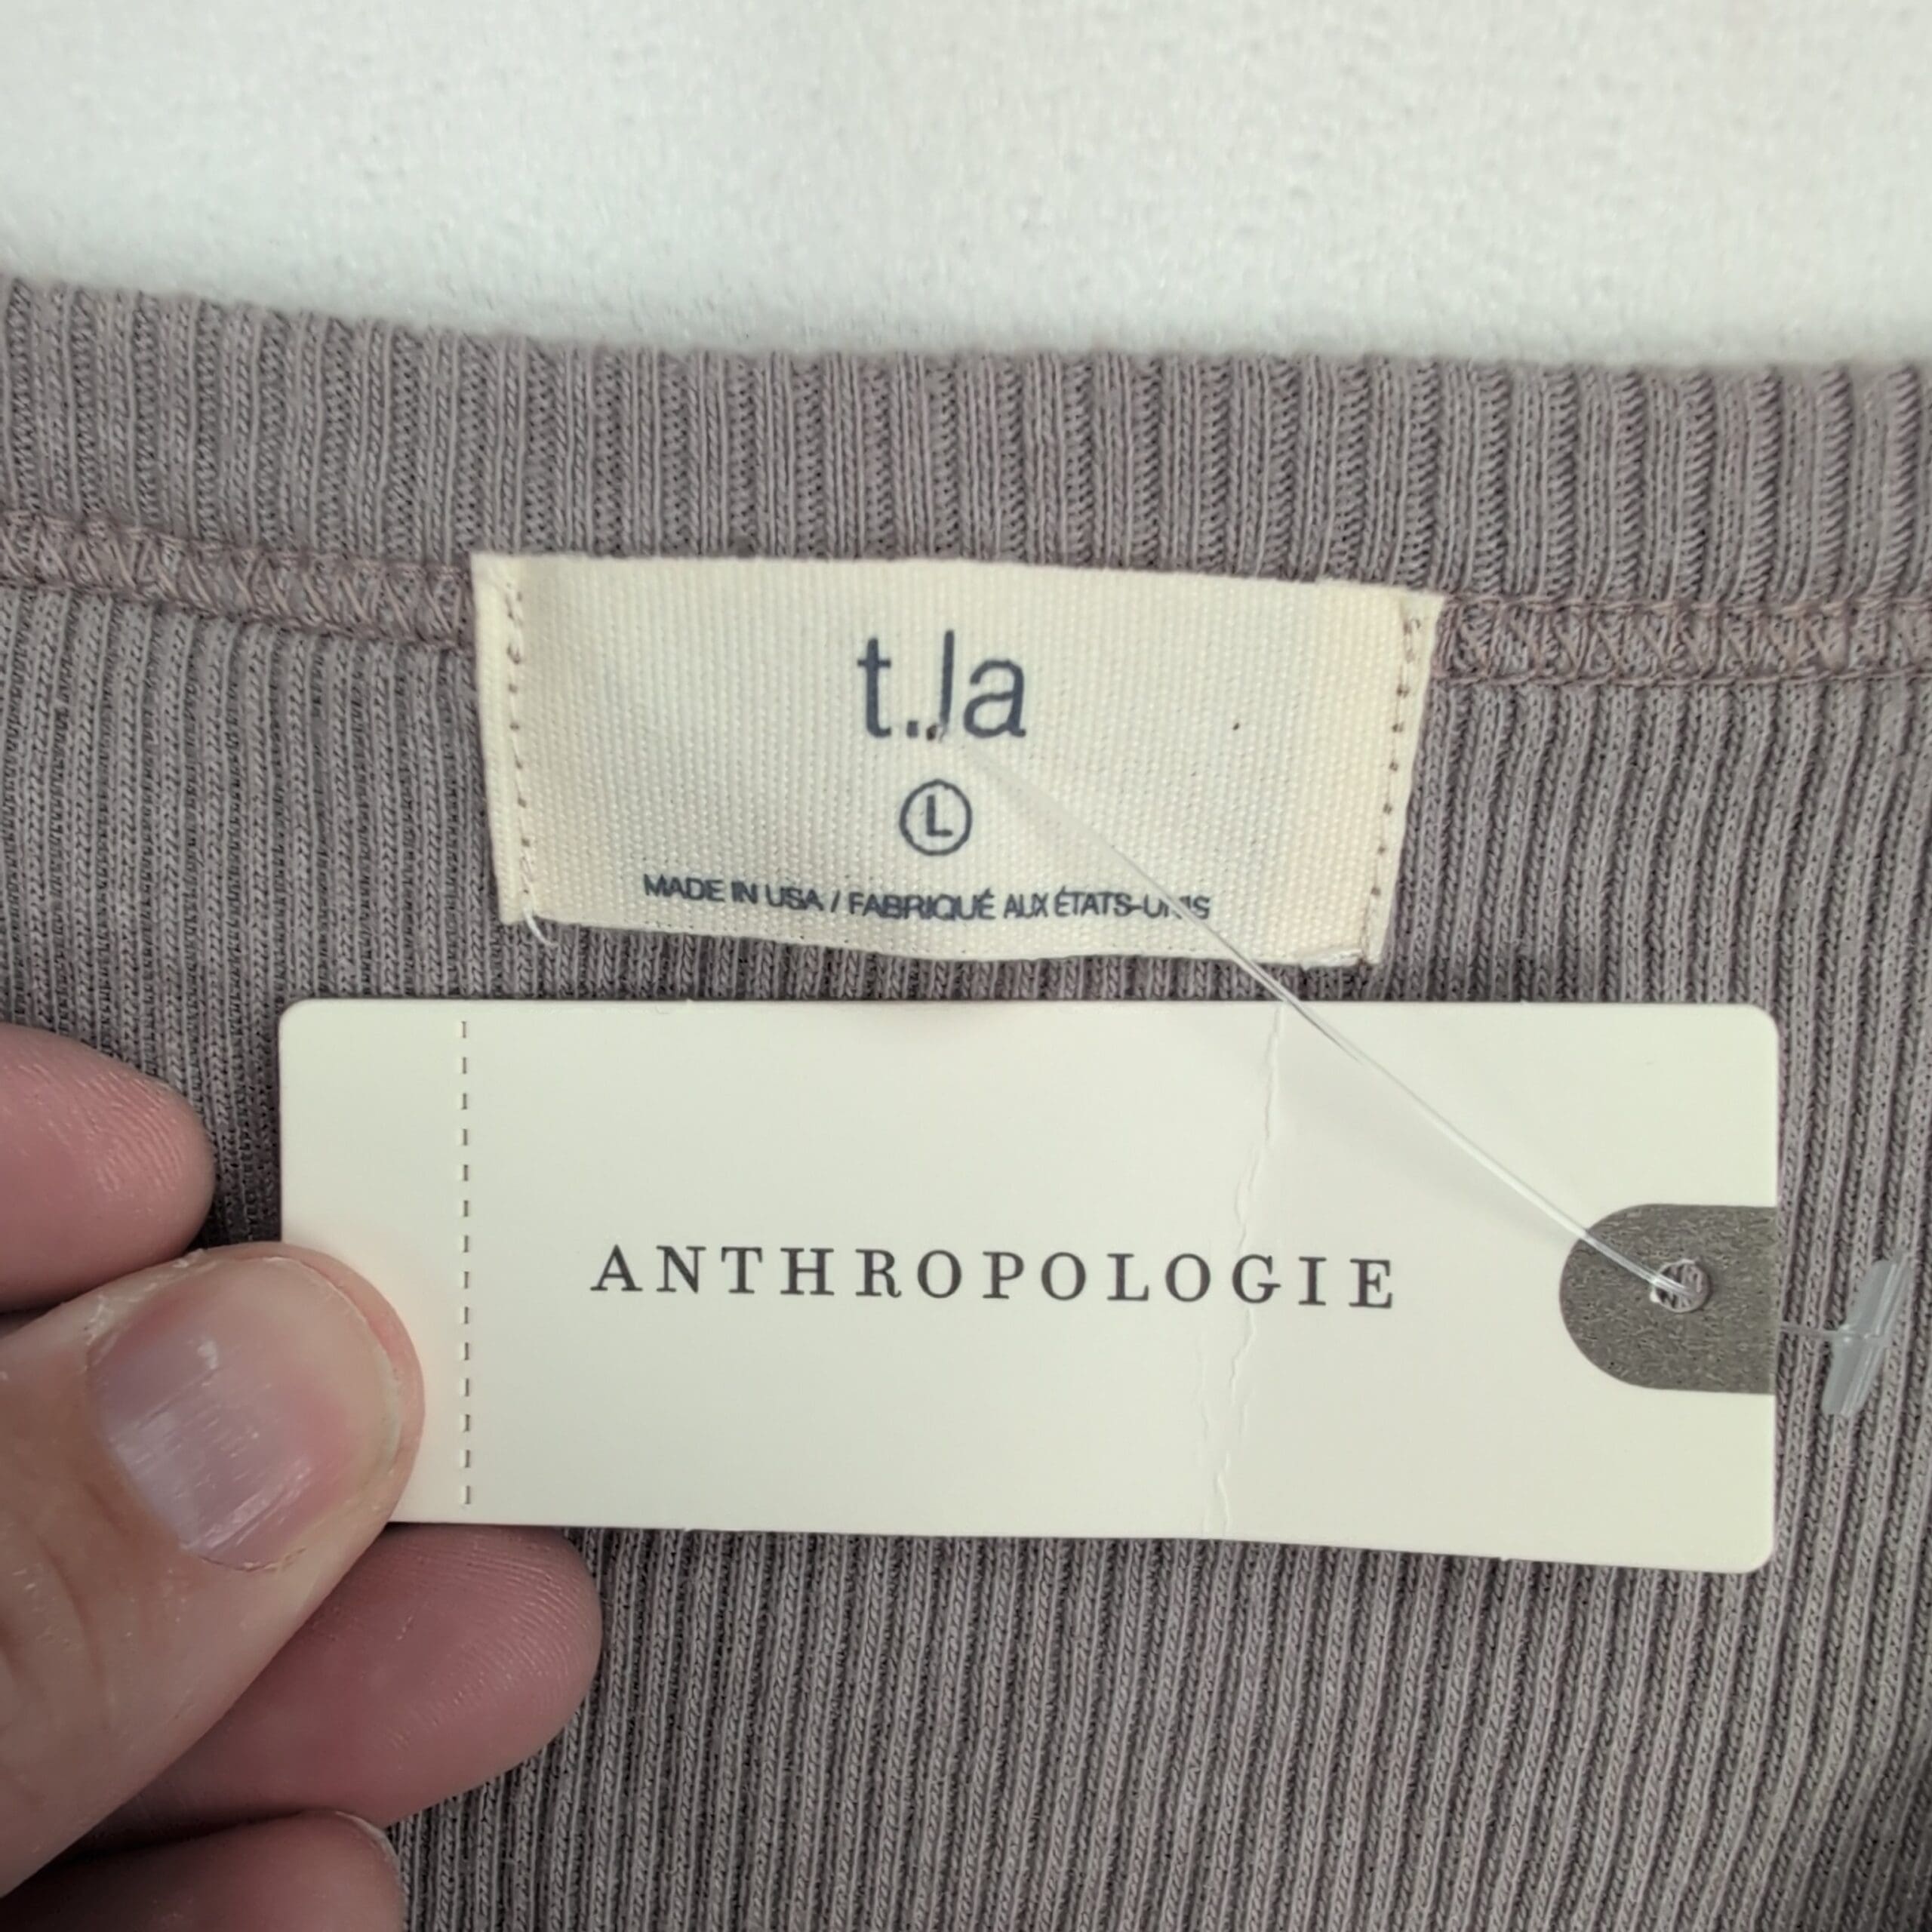 t.la
L
MADE IN USA / FABRIQUÉ AUX ÉTATS-UNIS
ANTHROPOLOGIE